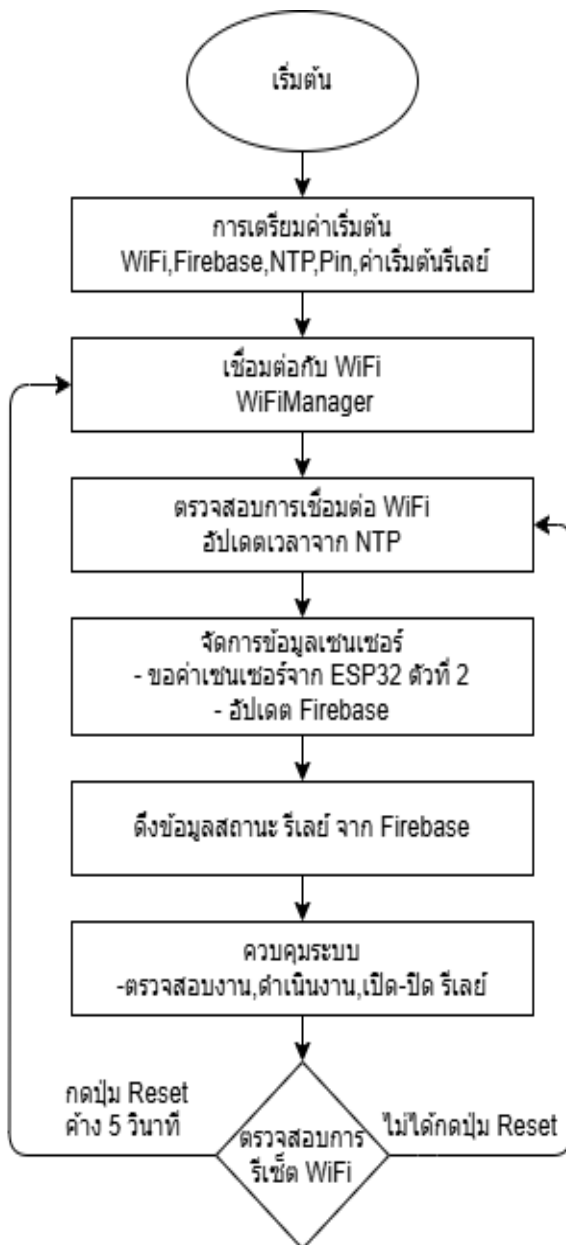 เริ่มต้น
การเตรียมค่าเริ่มต้น
WiFi,Firebase,NTP,Pin,ค่าเริ่มต้นรีเลย์
เชื่อมต่อกับ WiFi
WiFiManager
ตรวจสอบการเชื่อมต่อ WiFi
อัปเดตเวลาจาก NTP
จัดการข้อมูลเซนเซอร์
- ขอค่าเซนเซอร์จาก ESP32 ตัวที่ 2
- อัปเดต Firebase
ดึงข้อมูลสถานะ รีเลย์ จาก Firebase
ควบคุมระบบ
-ตรวจสอบงาน,ดำเนินงาน,เปิด-ปิด รีเลย์
กดปุ่ม Reset
ค้าง 5 วินาที
ตรวจสอบการ
รีเซ็ต WiFi
ไม่ได้กดปุ่ม Reset